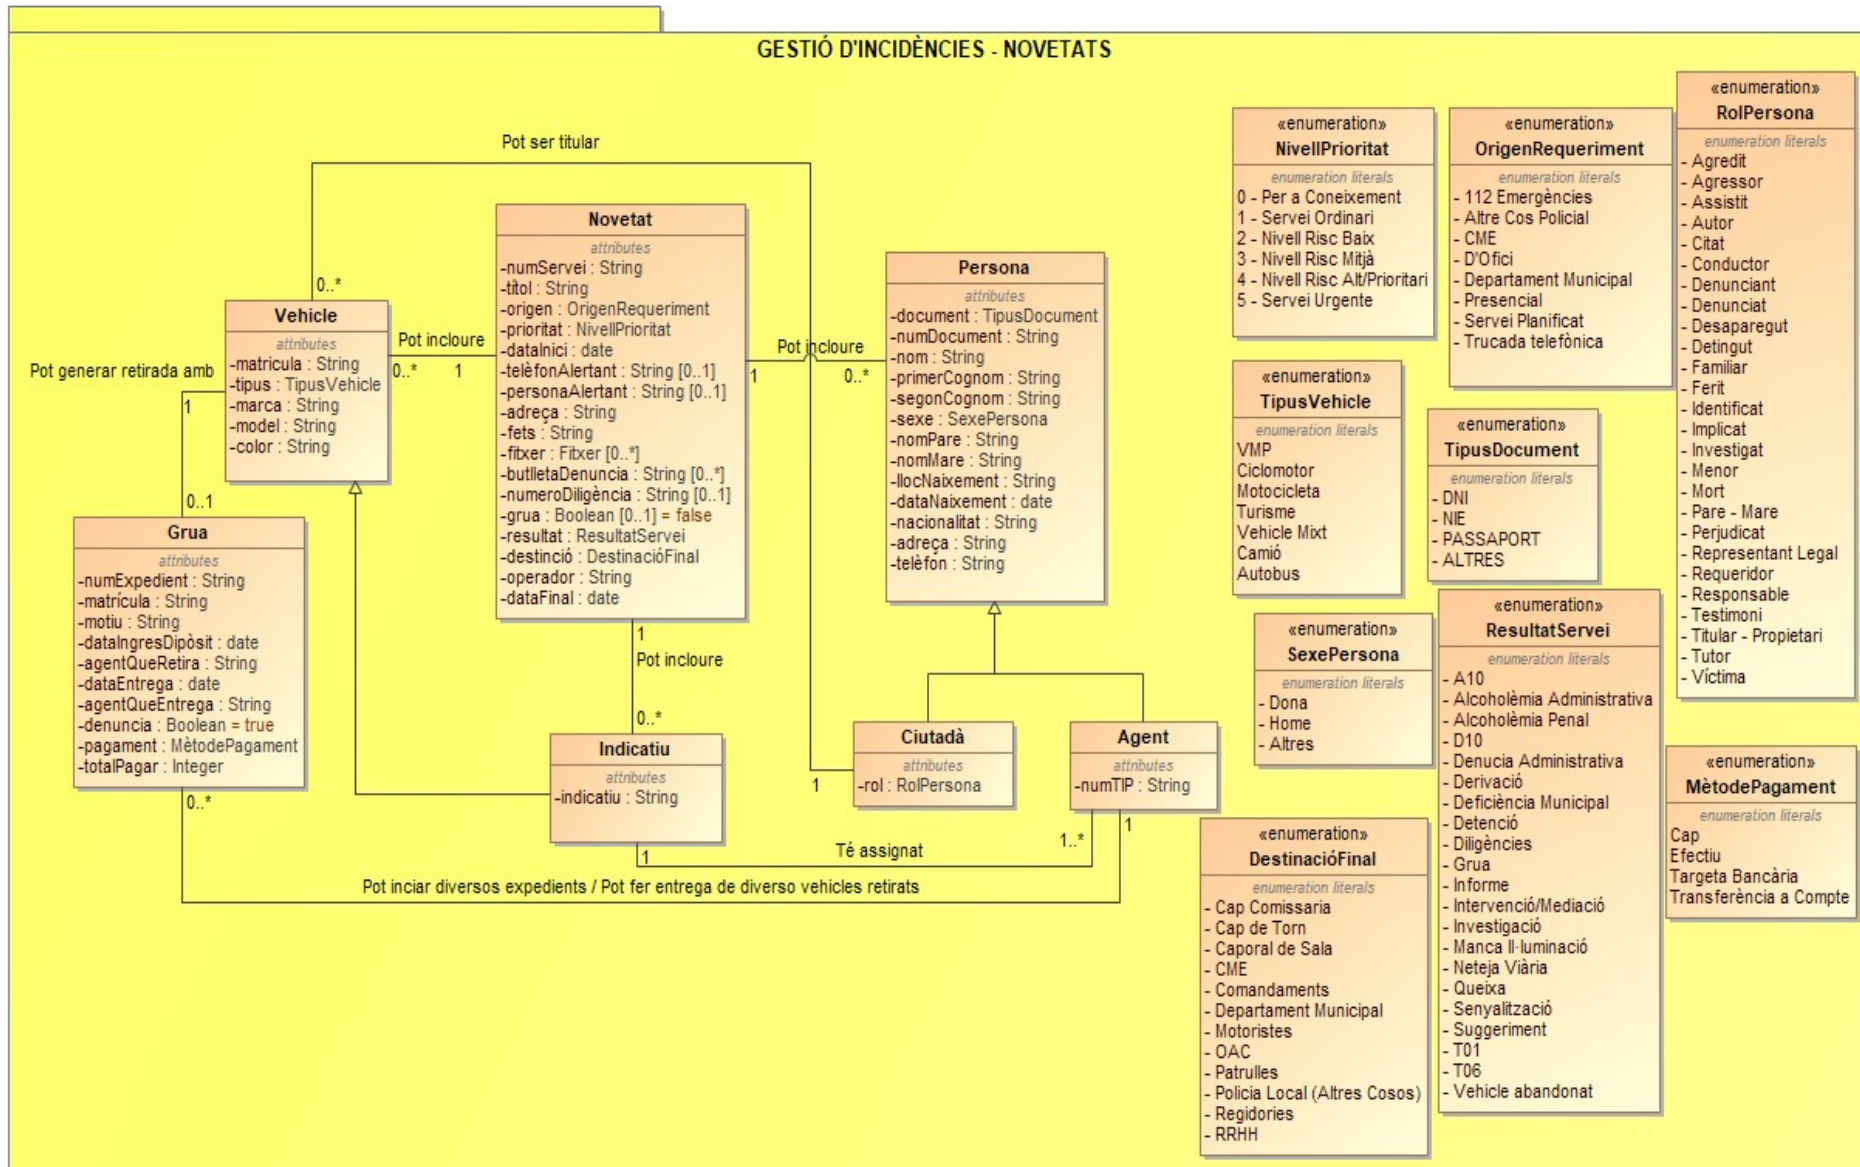 GESTIÓ D'INCIDÈNCIES - NOVETATS
Pot ser titular
0..*
Vehicle
attributes
-matricula : String
-tipus : TipusVehicle
-marca : String
-model : String
-color : String
Pot incloure
0..*
1
Pot generar retirada amb
1
0..1
Novetat
attributes
-numServei : String
-títol : String
-origen : OrigenRequeriment
-prioritat : NivellPrioritat
-dataInici : date
-telèfonAlertant : String [0..1]
-personaAlertant : String [0..1]
-adreça : String
-fets : String
-fitxer : Fitxer [0..*]
-butlletaDenuncia : String [0..*]
-numeroDiligència : String [0..1]
-grua : Boolean [0..1] = false
-resultat : ResultatServei
-destinció : DestinacióFinal
-operador : String
-dataFinal : date
Pot incloure
1
0..*
Persona
attributes
-document : TipusDocument
-numDocument : String
-nom : String
-primerCognom : String
-segonCognom : String
-sexe : SexePersona
-nomPare : String
-nomMare : String
-llocNaixement : String
-dataNaixement : date
-nacionalitat : String
-adreça : String
-telèfon : String
Grua
attributes
-numExpedient : String
-matrícula : String
-motiu : String
-dataIngresDipòsit : date
-agentQueRetira : String
-dataEntrega : date
-agentQueEntrega : String
-denuncia : Boolean = true
-pagament : MètodePagament
-totalPagar : Integer
0..*
1
Pot incloure
0..*
Indicatiu
attributes
-indicatiu : String
1
Ciutadà
attributes
-rol : RolPersona
1
Agent
attributes
-numTIP : String
1..*
1
Té assignat
Pot inciar diversos expedients / Pot fer entrega de diverso vehicles retirats
«enumeration»
NivellPrioritat
enumeration literals
0 - Per a Coneixement
1 - Servei Ordinari
2 - Nivell Risc Baix
3 - Nivell Risc Mitjà
4 - Nivell Risc Alt/Prioritari
5 - Servei Urgente
«enumeration»
OrigenRequeriment
enumeration literals
- 112 Emergències
- Altre Cos Policial
- CME
- D'Ofici
- Departament Municipal
- Presencial
- Servei Planificat
- Trucada telefònica
«enumeration»
RolPersona
enumeration literals
- Agredit
- Agressor
- Assistit
- Autor
- Citat
- Conductor
- Denunciant
- Denunciat
- Desaparegut
- Detingut
- Familiar
- Ferit
- Identificat
- Implicat
- Investigat
- Menor
- Mort
- Pare - Mare
- Perjudicat
- Representant Legal
- Requeridor
- Responsable
- Testimoni
- Titular - Propietari
- Tutor
- Víctima
«enumeration»
TipusVehicle
enumeration literals
VMP
Ciclomotor
Motocicleta
Turisme
Vehicle Mixt
Camió
Autobus
«enumeration»
TipusDocument
enumeration literals
- DNI
- NIE
- PASSAPORT
- ALTRES
«enumeration»
SexePersona
enumeration literals
- Dona
- Home
- Altres
«enumeration»
ResultatServei
enumeration literals
- A10
- Alcoholèmia Administrativa
- Alcoholèmia Penal
- D10
- Denucia Administrativa
- Derivació
- Deficiència Municipal
- Detenció
- Diligències
- Grua
- Informe
- Intervenció/Mediació
- Investigació
- Manca Il·luminació
- Neteja Viària
- Queixa
- Senyalització
- Suggeriment
- T01
- T06
- Vehicle abandonat
«enumeration»
MètodePagament
enumeration literals
Cap
Efectiu
Targeta Bancària
Transferència a Compte
«enumeration»
DestinacióFinal
enumeration literals
- Cap Comissaria
- Cap de Torn
- Caporal de Sala
- CME
- Comandaments
- Departament Municipal
- Motoristes
- OAC
- Patrulles
- Policia Local (Altres Cosos)
- Regidories
- RRHH